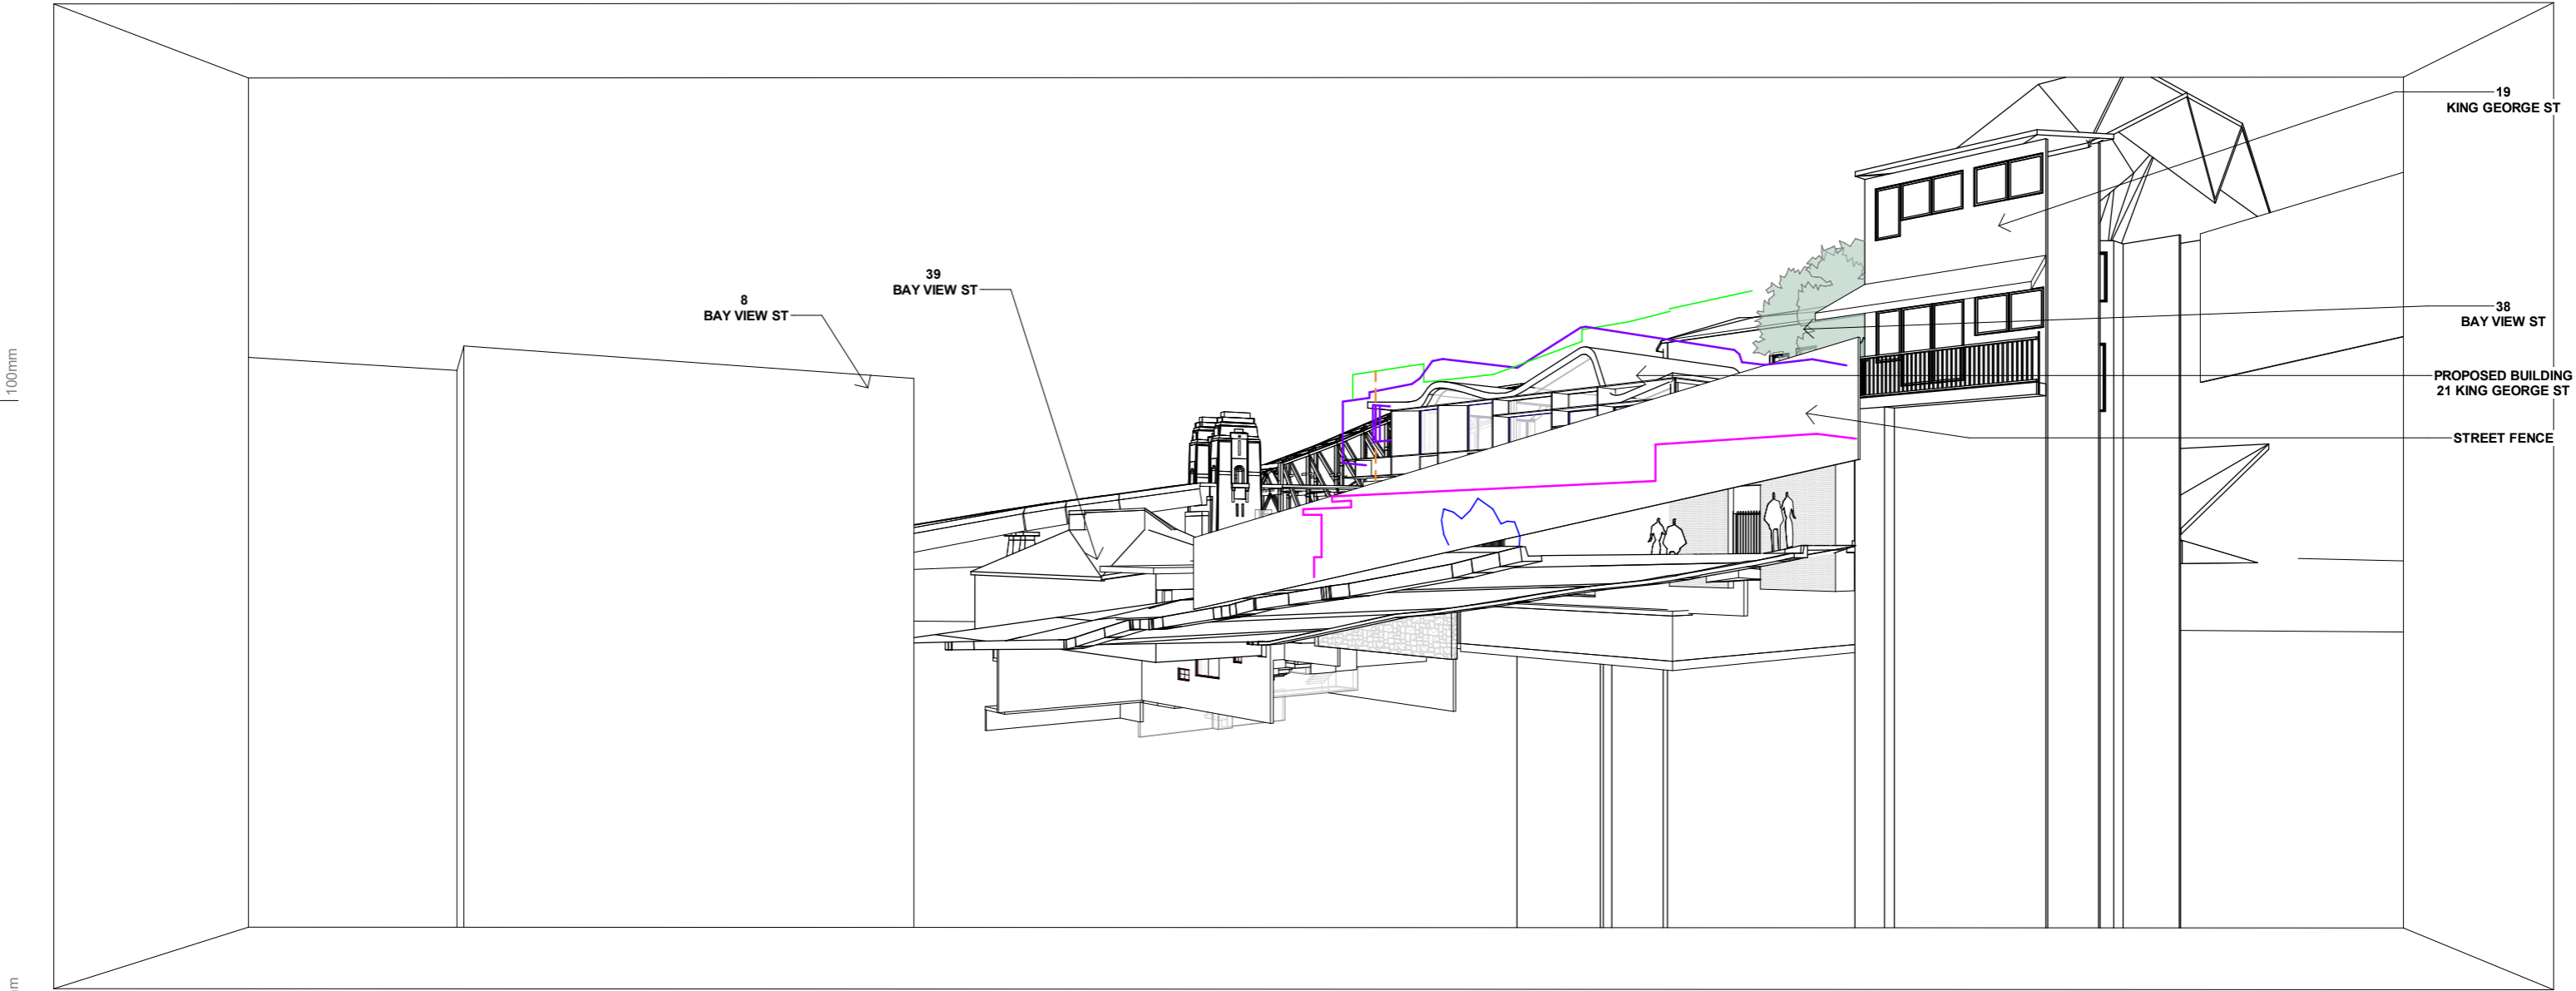 19
KING GEORGE ST
39
BAY VIEW ST
8
BAY VIEW ST
38
BAY VIEW ST
100mm
PROPOSED BUILDING
21 KING GEORGE ST
STREET FENCE